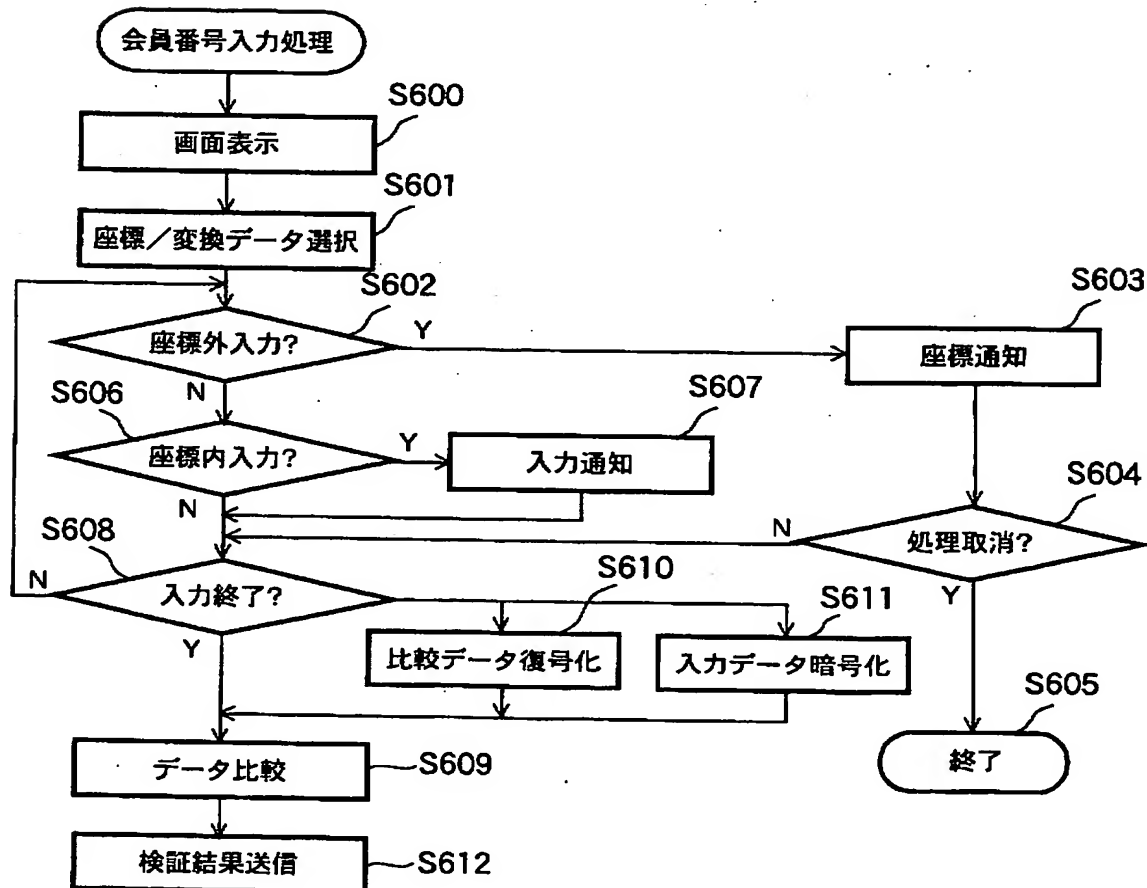 会員番号入力処理
S600
画面表示
S601
座標／変換データ選択
S602
座標外入力?
Y
N
S603
座標通知
S606
座標内入力?
Y
N
S607
入力通知
S604
処理取消?
N
Y
S608
入力終了?
N
Y
S610
比較データ復号化
S611
入力データ暗号化
S605
終了
データ比較
S609
検証結果送信
S612